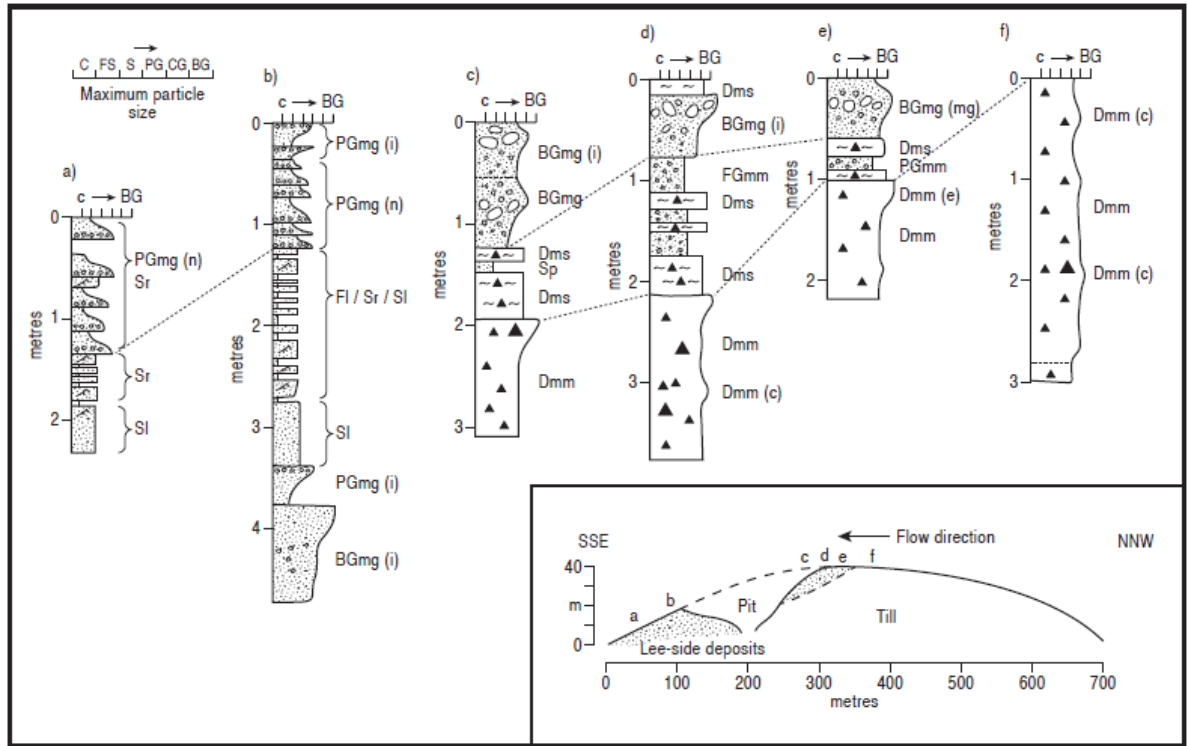 C FS S PG CG BG
Maximum particle
size
a)
c → BG
0
1
2
metres
PGmg (n)
Sr
Sr
Sl
b)
c → BG
0
1
2
3
4
metres
PGmg (i)
PGmg (n)
Fl / Sr / Sl
Sl
PGmg (i)
BGmg (i)
c)
c → BG
0
1
2
3
metres
BGmg (i)
BGmg
Dms
Sp
Dms
Dmm
d)
c → BG
0
1
2
3
metres
Dms
BGmg (i)
FGmm
Dms
Dms
Dmm
Dmm (c)
e)
c → BG
0
1
2
metres
BGmg (mg)
Dms
PGmm
Dmm (e)
Dmm
f)
c → BG
0
1
2
3
metres
Dmm (c)
Dmm
Dmm (c)
SSE
Flow direction
NNW
40
m
0
a
b
c d e f
Pit
Till
Lee-side deposits
0 100 200 300 400 500 600 700
metres